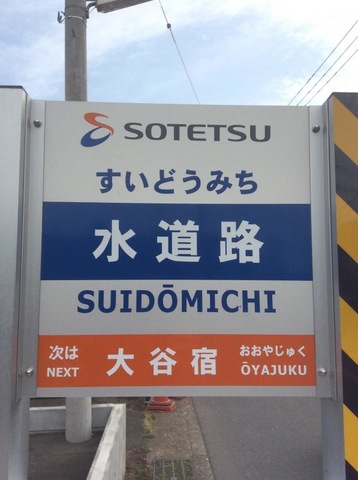 SOTETSU
すいどうみち
水道路
SUIDŌMICHI
次は 大谷宿 おおやじゅく
NEXT ŌYAJUKU